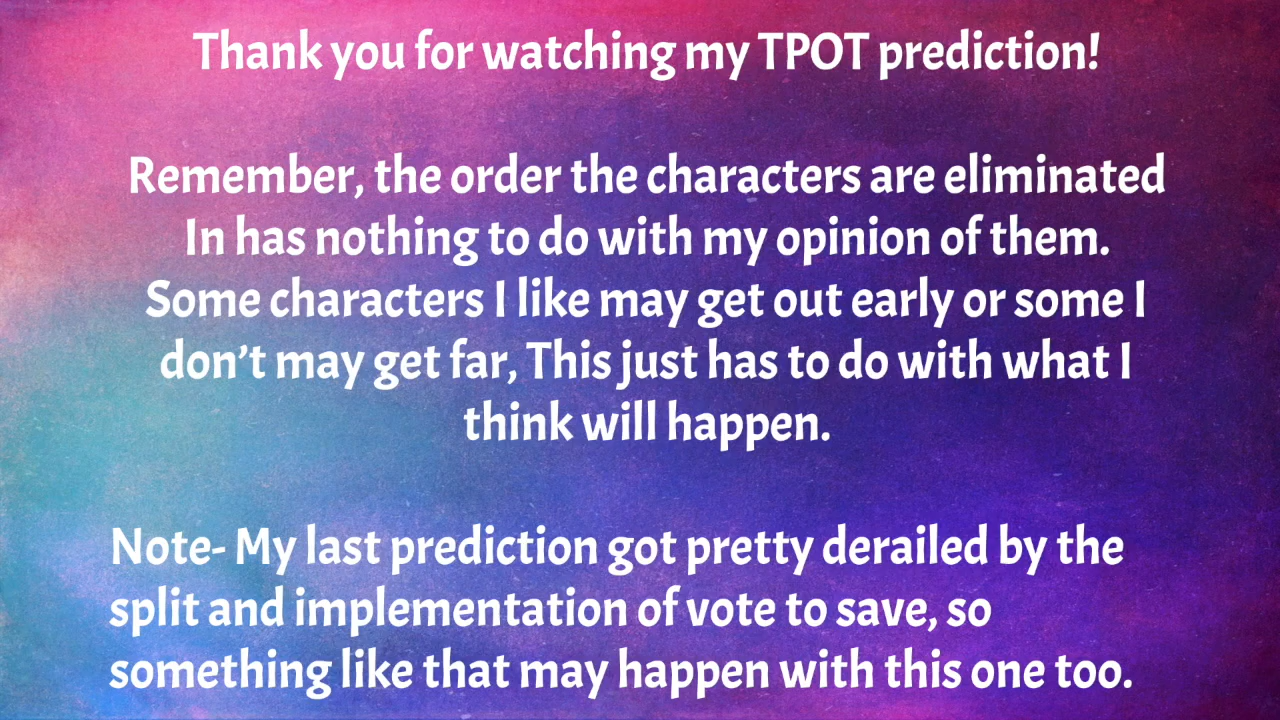 Thank you for watching my TPOT prediction!
Remember, the order the characters are eliminated
In has nothing to do with my opinion of them.
Some characters I like may get out early or some I
don’t may get far, This just has to do with what I
think will happen.
Note- My last prediction got pretty derailed by the
split and implementation of vote to save, so
something like that may happen with this one too.